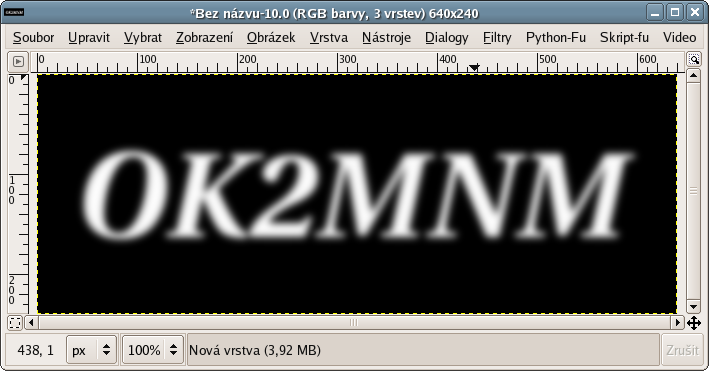 *Bez názvu-10.0 (RGB barvy, 3 vrstev) 640x240
Soubor Upravit Vybrat Zobrazení Obrázek Vrstva Nástroje Dialogy Filtry Python-Fu Skript-fu Video
0 100 200 300 400 500 600
0
100
200
OK2MNM
438, 1 px 100% Nová vrstva (3,92 MB) Zrušit